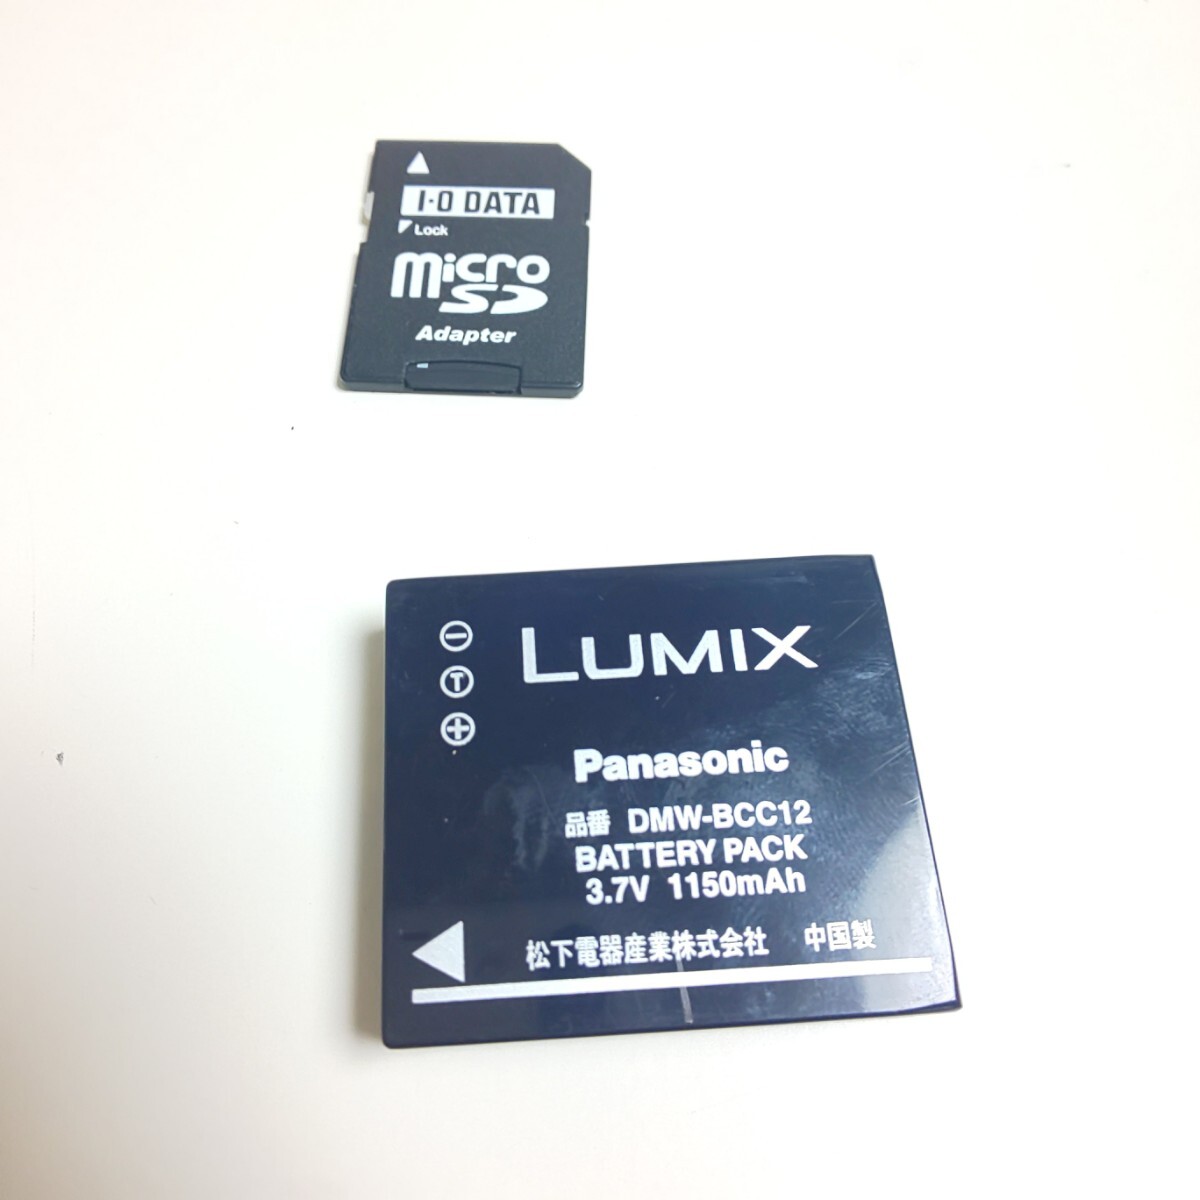 I-O DATA
Lock
micro
SD
Adapter
LUMIX
T
Panasonic
品番 DMW-BCC12
BATTERY PACK
3.7V 1150mAh
松下電器産業株式会社 中国製